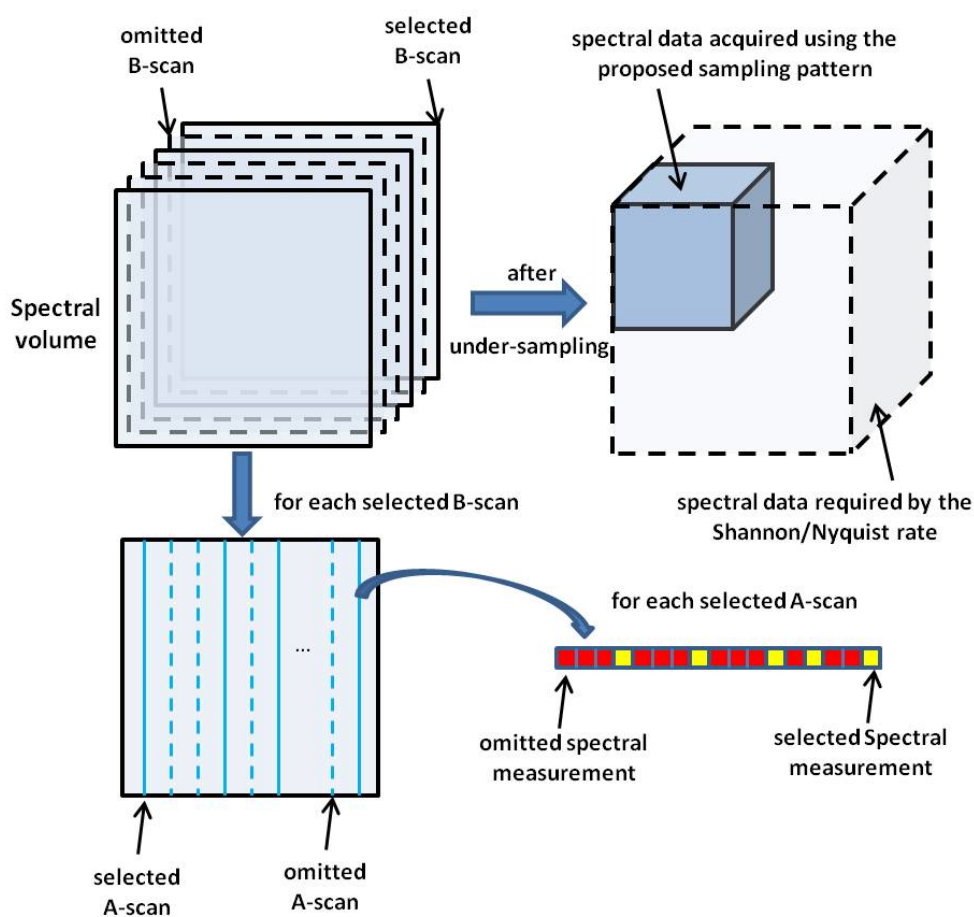 omitted
B-scan
selected
B-scan
spectral data acquired using the
proposed sampling pattern
Spectral
volume
after
under-sampling
spectral data required by the
Shannon/Nyquist rate
for each selected B-scan
for each selected A-scan
...
omitted spectral
measurement
selected Spectral
measurement
selected
A-scan
omitted
A-scan